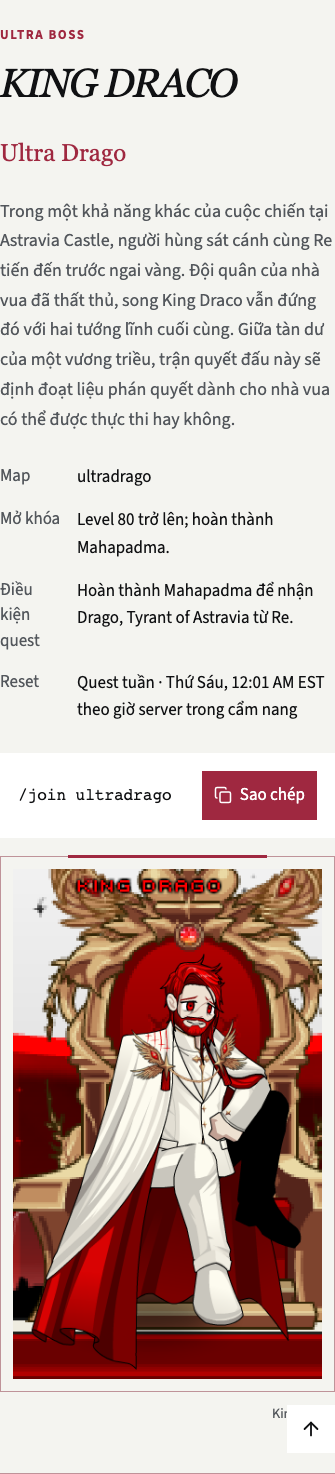 ULTRA BOSS
KING DRACO
Ultra Drago
Trong một khả năng khác của cuộc chiến tại
Astravia Castle, người hùng sát cánh cùng Re
tiến đến trước ngai vàng. Đội quân của nhà
vua đã thất thủ, song King Draco vẫn đứng
đó với hai tướng lĩnh cuối cùng. Giữa tàn dư
của một vương triều, trận quyết đấu này sẽ
định đoạt liệu phán quyết dành cho nhà vua
có thể được thực thi hay không.
Map
ultradrago
Mở khóa
Level 80 trở lên; hoàn thành
Mahapadma.
Điều
kiện
quest
Hoàn thành Mahapadma để nhận
Drago, Tyrant of Astravia từ Re.
Reset
Quest tuần · Thứ Sáu, 12:01 AM EST
theo giờ server trong cẩm nang
/join ultradrago
Sao chép
KING DRAGO